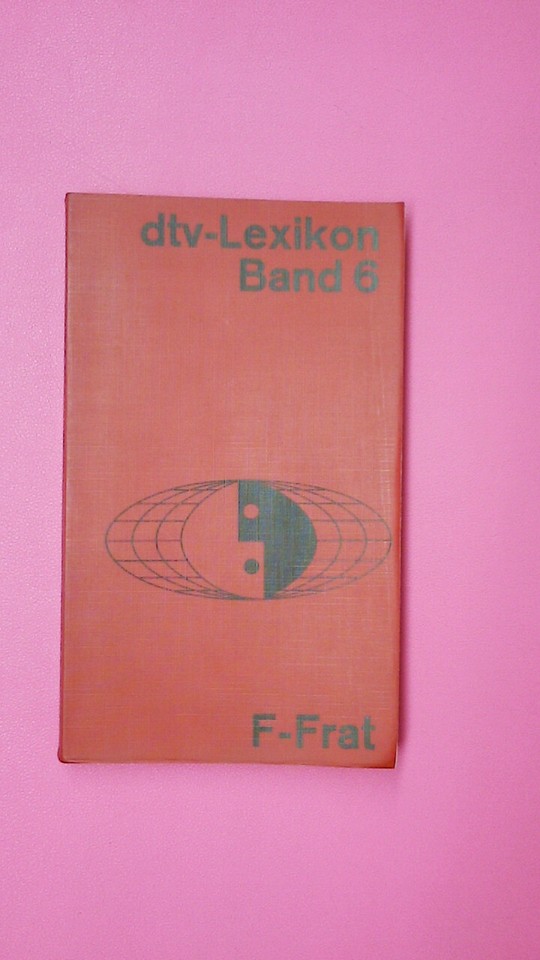 dtv-Lexikon
Band 6
F-Frat